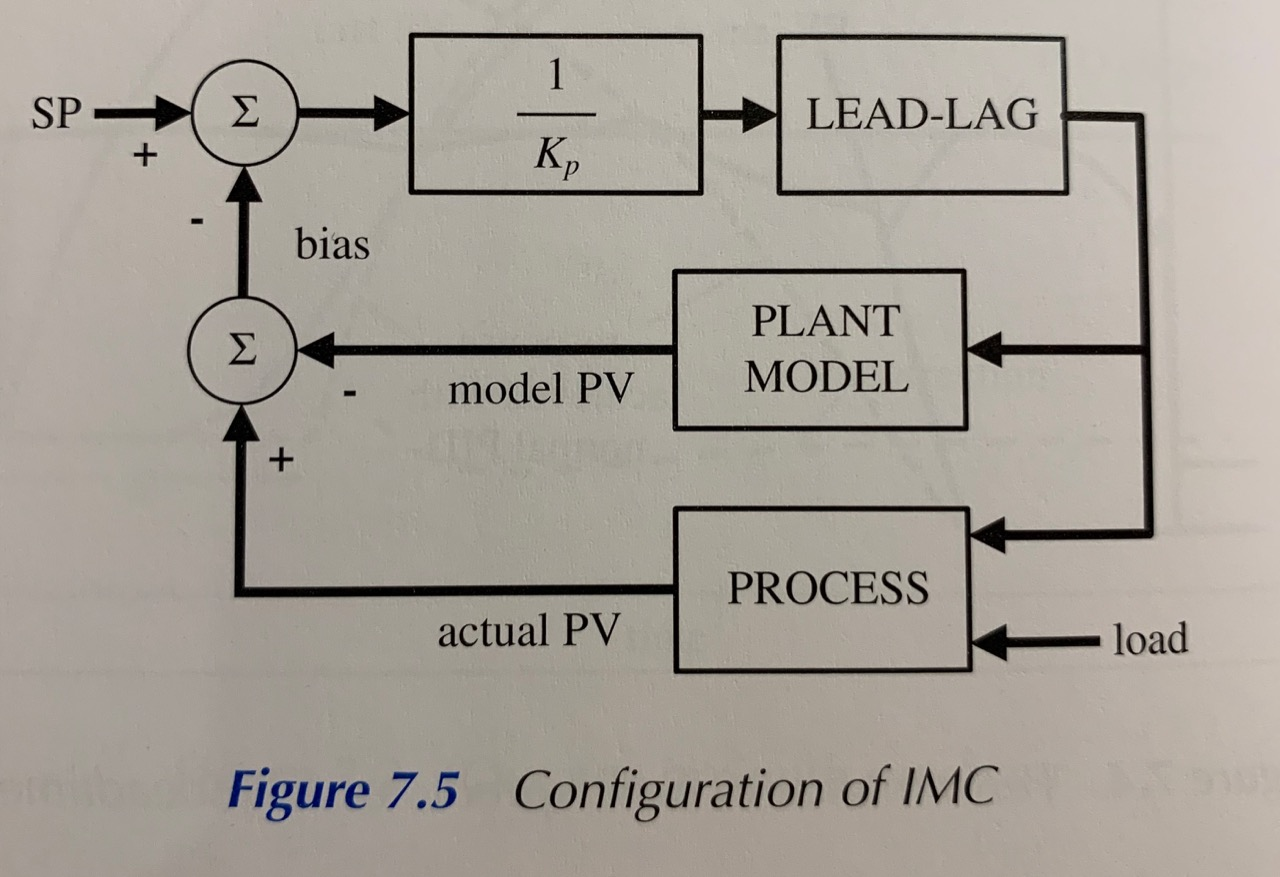 1
SP
+
Σ
K_p
LEAD-LAG
-
bias
PLANT
MODEL
Σ
-
model PV
+
PROCESS
actual PV
load
Figure 7.5 Configuration of IMC